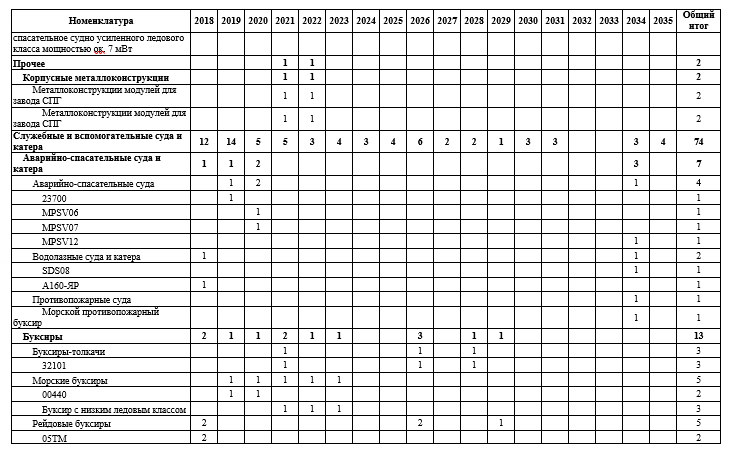 Номенклатура 2018 2019 2020 2021 2022 2023 2024 2025 2026 2027 2028 2029 2030 2031 2032 2033 2034 2035 Общий итог
спасательное судно усиленного ледового
класса мощностью ок. 7 мВт
Прочее 1 1 2
Корпусные металлоконструкции 1 1 2
Металлоконструкции модулей для
завода СПГ 1 1 2
Металлоконструкции модулей для
завода СПГ 1 1 2
Служебные и вспомогательные суда и
катера 12 14 5 5 3 4 3 4 6 2 2 1 3 3 3 4 74
Аварийно-спасательные суда и
катера 1 1 2 3 7
Аварийно-спасательные суда 1 2 1 4
23700 1 1
MPSV06 1 1
MPSV07 1 1
MPSV12 1 1
Водолазные суда и катера 1 1 2
SDS08 1 1
А160-ЯР 1 1
Противопожарные суда 1 1
Морской противопожарный
буксир 1 1
Буксиры 2 1 1 2 1 1 3 1 1 13
Буксиры-толкачи 1 1 1 3
32101 1 1 1 3
Морские буксиры 1 1 1 1 1 5
00440 1 1 2
Буксир с низким ледовым классом 1 1 1 3
Рейдовые буксиры 2 2 1 5
05ТМ 2 2